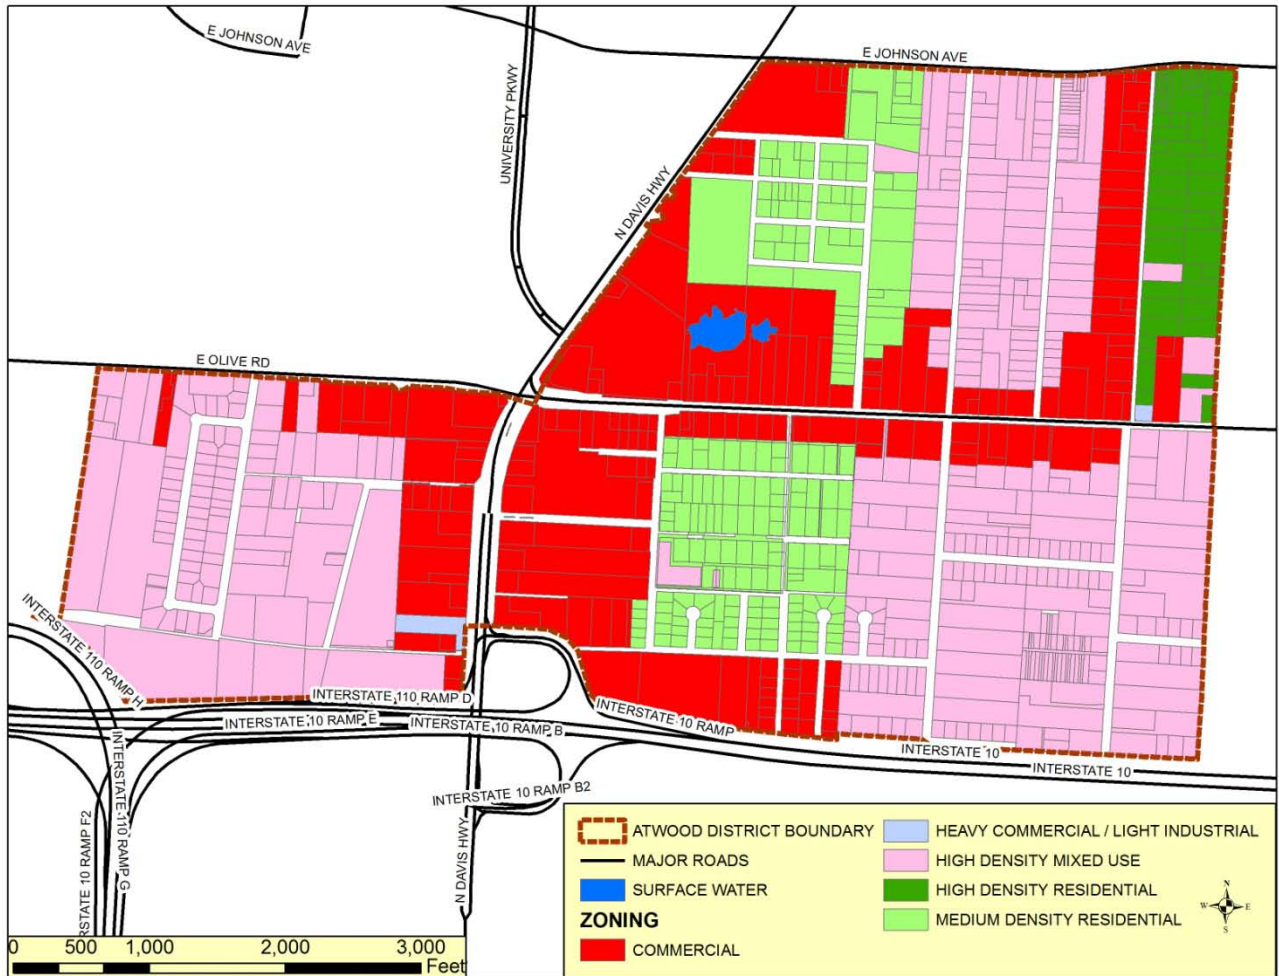 E JOHNSON AVE
E JOHNSON AVE
UNIVERSITY PKWY
N DAVIS HWY
E OLIVE RD
INTERSTATE 110 RAMP H
INTERSTATE 110 RAMP D
INTERSTATE 10 RAMP E
INTERSTATE 10 RAMP B
INTERSTATE 10 RAMP
INTERSTATE 10
INTERSTATE 10
INTERSTATE 10 RAMP B2
INTERSTATE 110 RAMP G
RSTATE 10 RAMP F2
N DAVIS HWY
ATWOOD DISTRICT BOUNDARY
MAJOR ROADS
SURFACE WATER
ZONING
COMMERCIAL
HEAVY COMMERCIAL / LIGHT INDUSTRIAL
HIGH DENSITY MIXED USE
HIGH DENSITY RESIDENTIAL
MEDIUM DENSITY RESIDENTIAL
N
W E
S
0 500 1,000 2,000 3,000
Feet